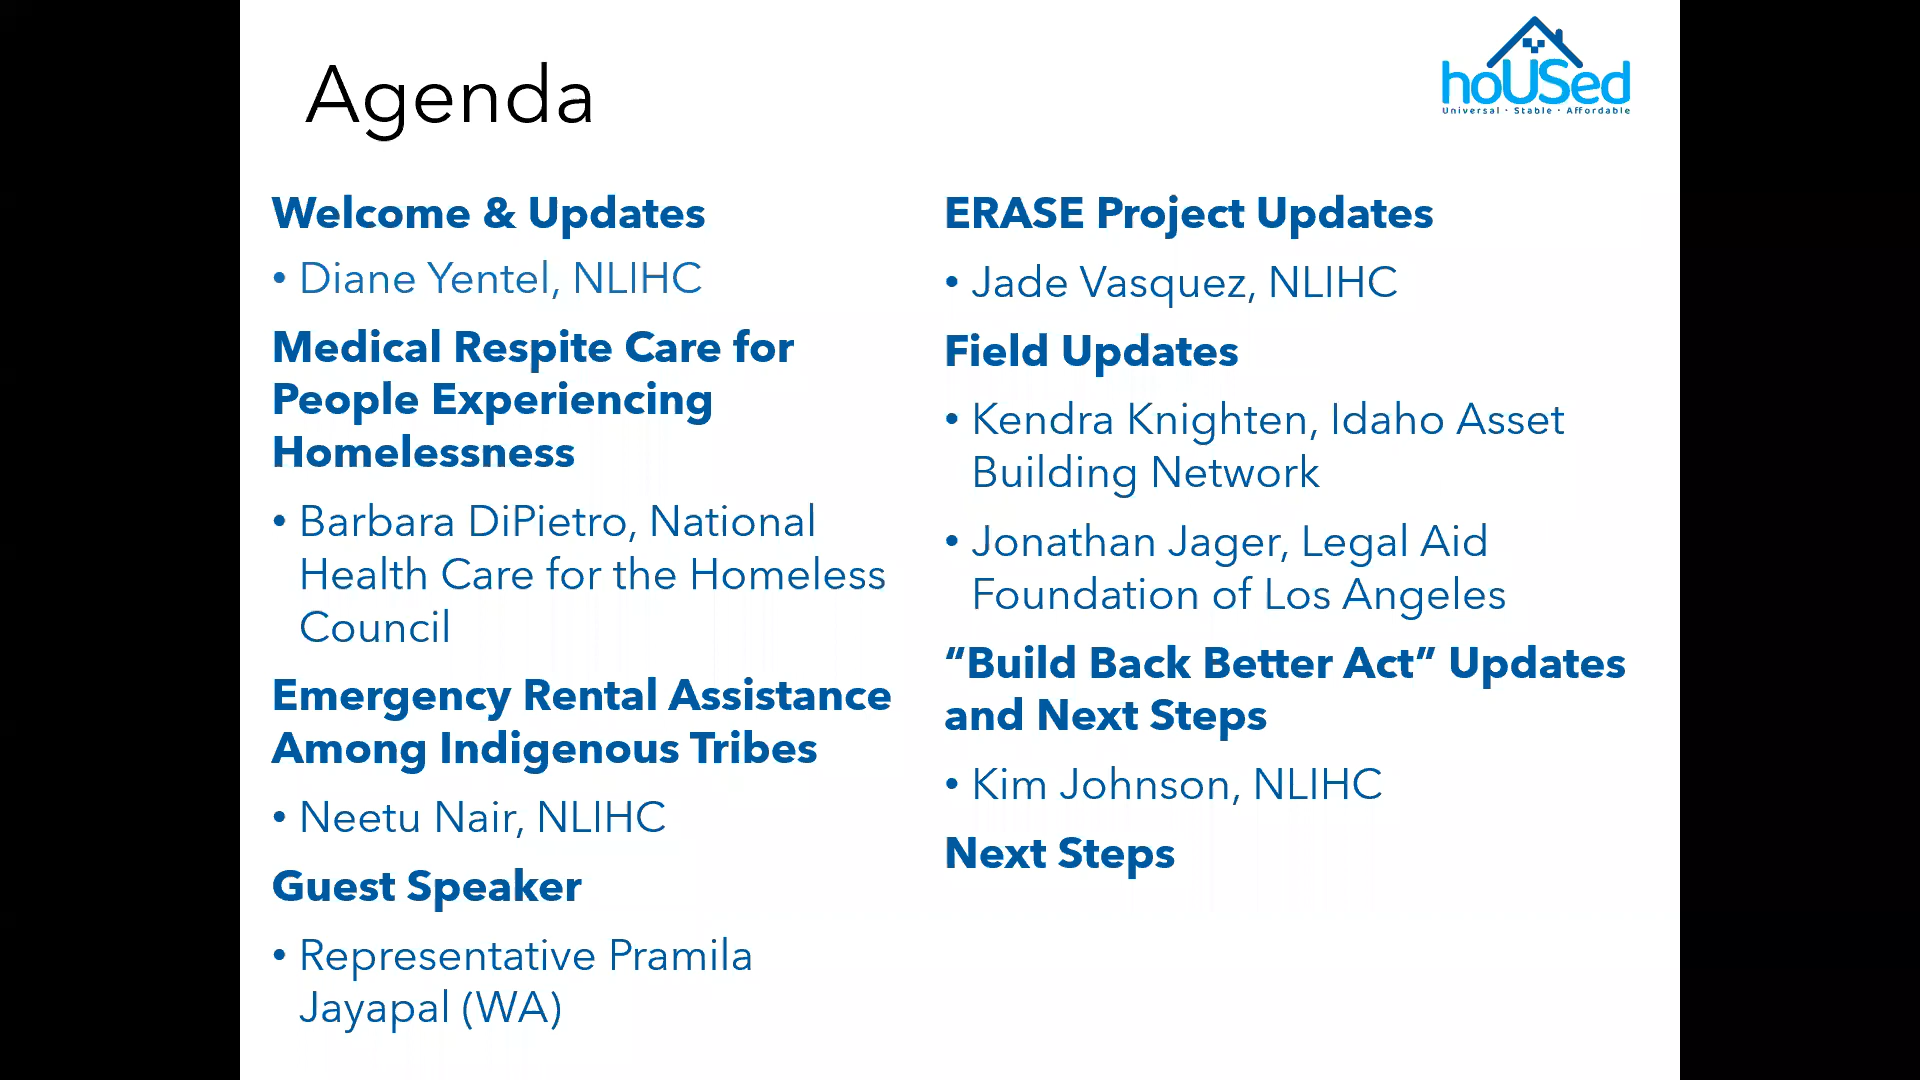 Agenda
hoUSed
Universal · Stable · Affordable
Welcome & Updates
• Diane Yentel, NLIHC
Medical Respite Care for
People Experiencing
Homelessness
• Barbara DiPietro, National
Health Care for the Homeless
Council
Emergency Rental Assistance
Among Indigenous Tribes
• Neetu Nair, NLIHC
Guest Speaker
• Representative Pramila
Jayapal (WA)
ERASE Project Updates
• Jade Vasquez, NLIHC
Field Updates
• Kendra Knighten, Idaho Asset
Building Network
• Jonathan Jager, Legal Aid
Foundation of Los Angeles
“Build Back Better Act” Updates
and Next Steps
• Kim Johnson, NLIHC
Next Steps